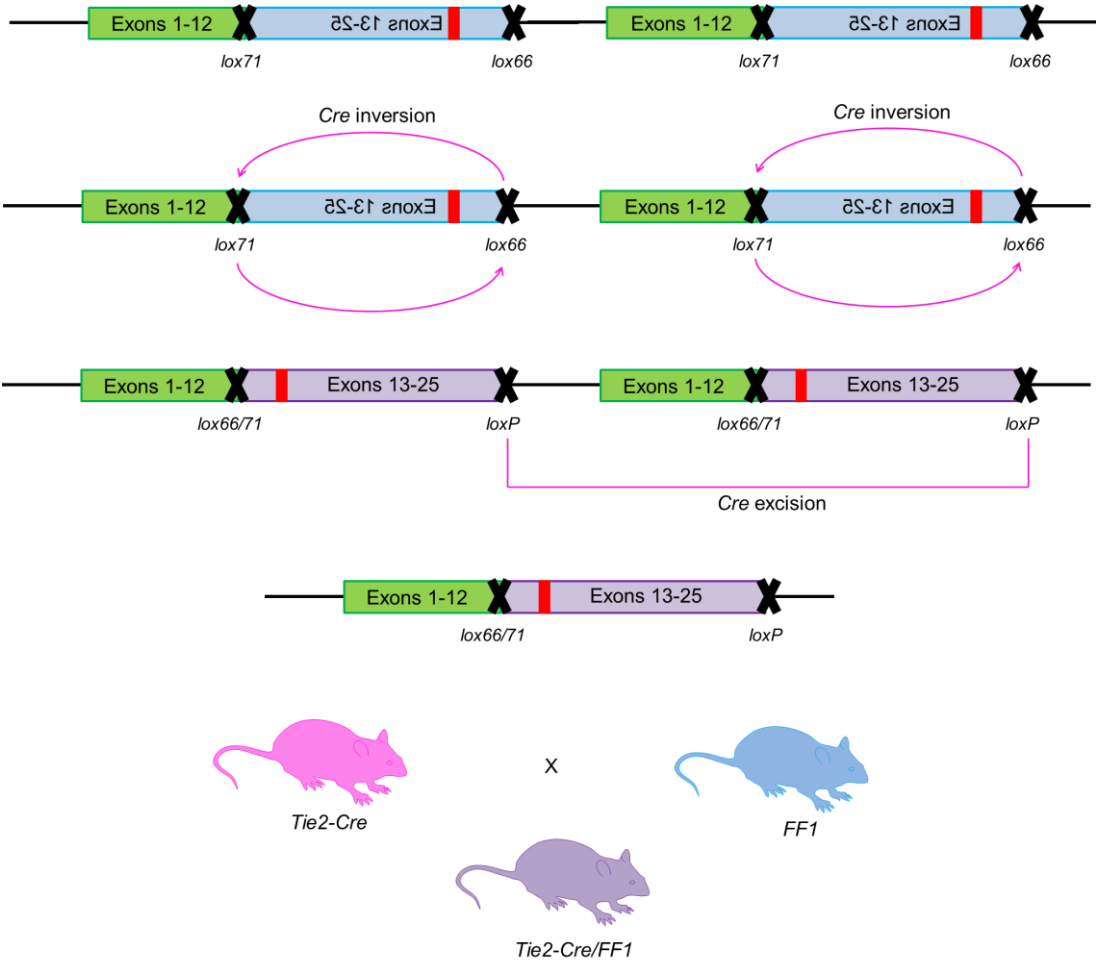 Exons 1-12 Exons 13-25 Exons 1-12 Exons 13-25
lox71 lox66 lox71 lox66
Cre inversion Cre inversion
Exons 1-12 Exons 13-25 Exons 1-12 Exons 13-25
lox71 lox66 lox71 lox66
Exons 1-12 Exons 13-25 Exons 1-12 Exons 13-25
lox66/71 loxP lox66/71 loxP
Cre excision
Exons 1-12 Exons 13-25
lox66/71 loxP
X
Tie2-Cre FF1
Tie2-Cre/FF1